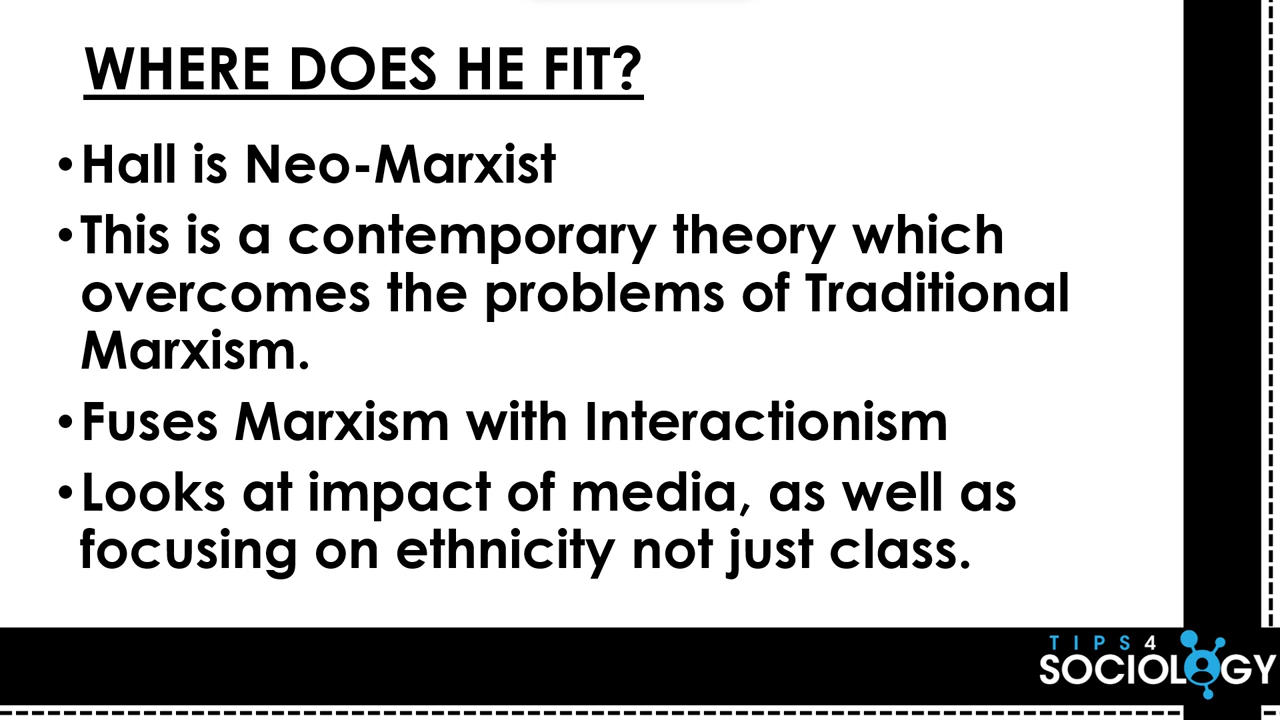 WHERE DOES HE FIT?
•Hall is Neo-Marxist
•This is a contemporary theory which
overcomes the problems of Traditional
Marxism.
•Fuses Marxism with Interactionism
•Looks at impact of media, as well as
focusing on ethnicity not just class.
TIPS4
SOCIOLOGY